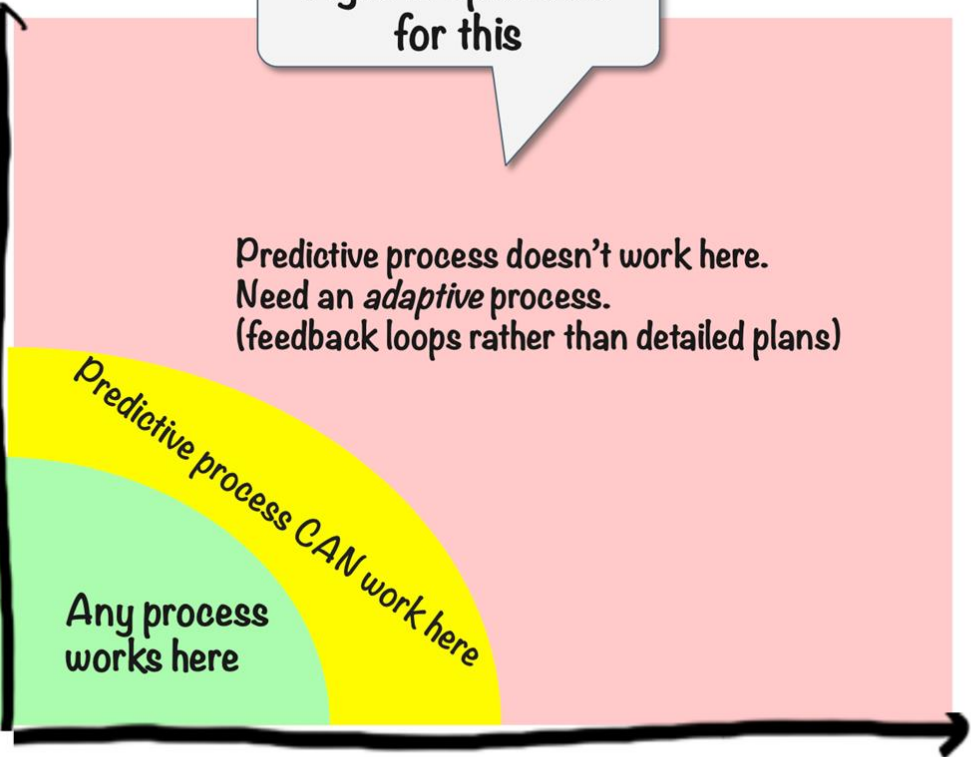 for this
Predictive process doesn't work here.
Need an adaptive process.
(feedback loops rather than detailed plans)
Predictive process CAN work here
Any process
works here